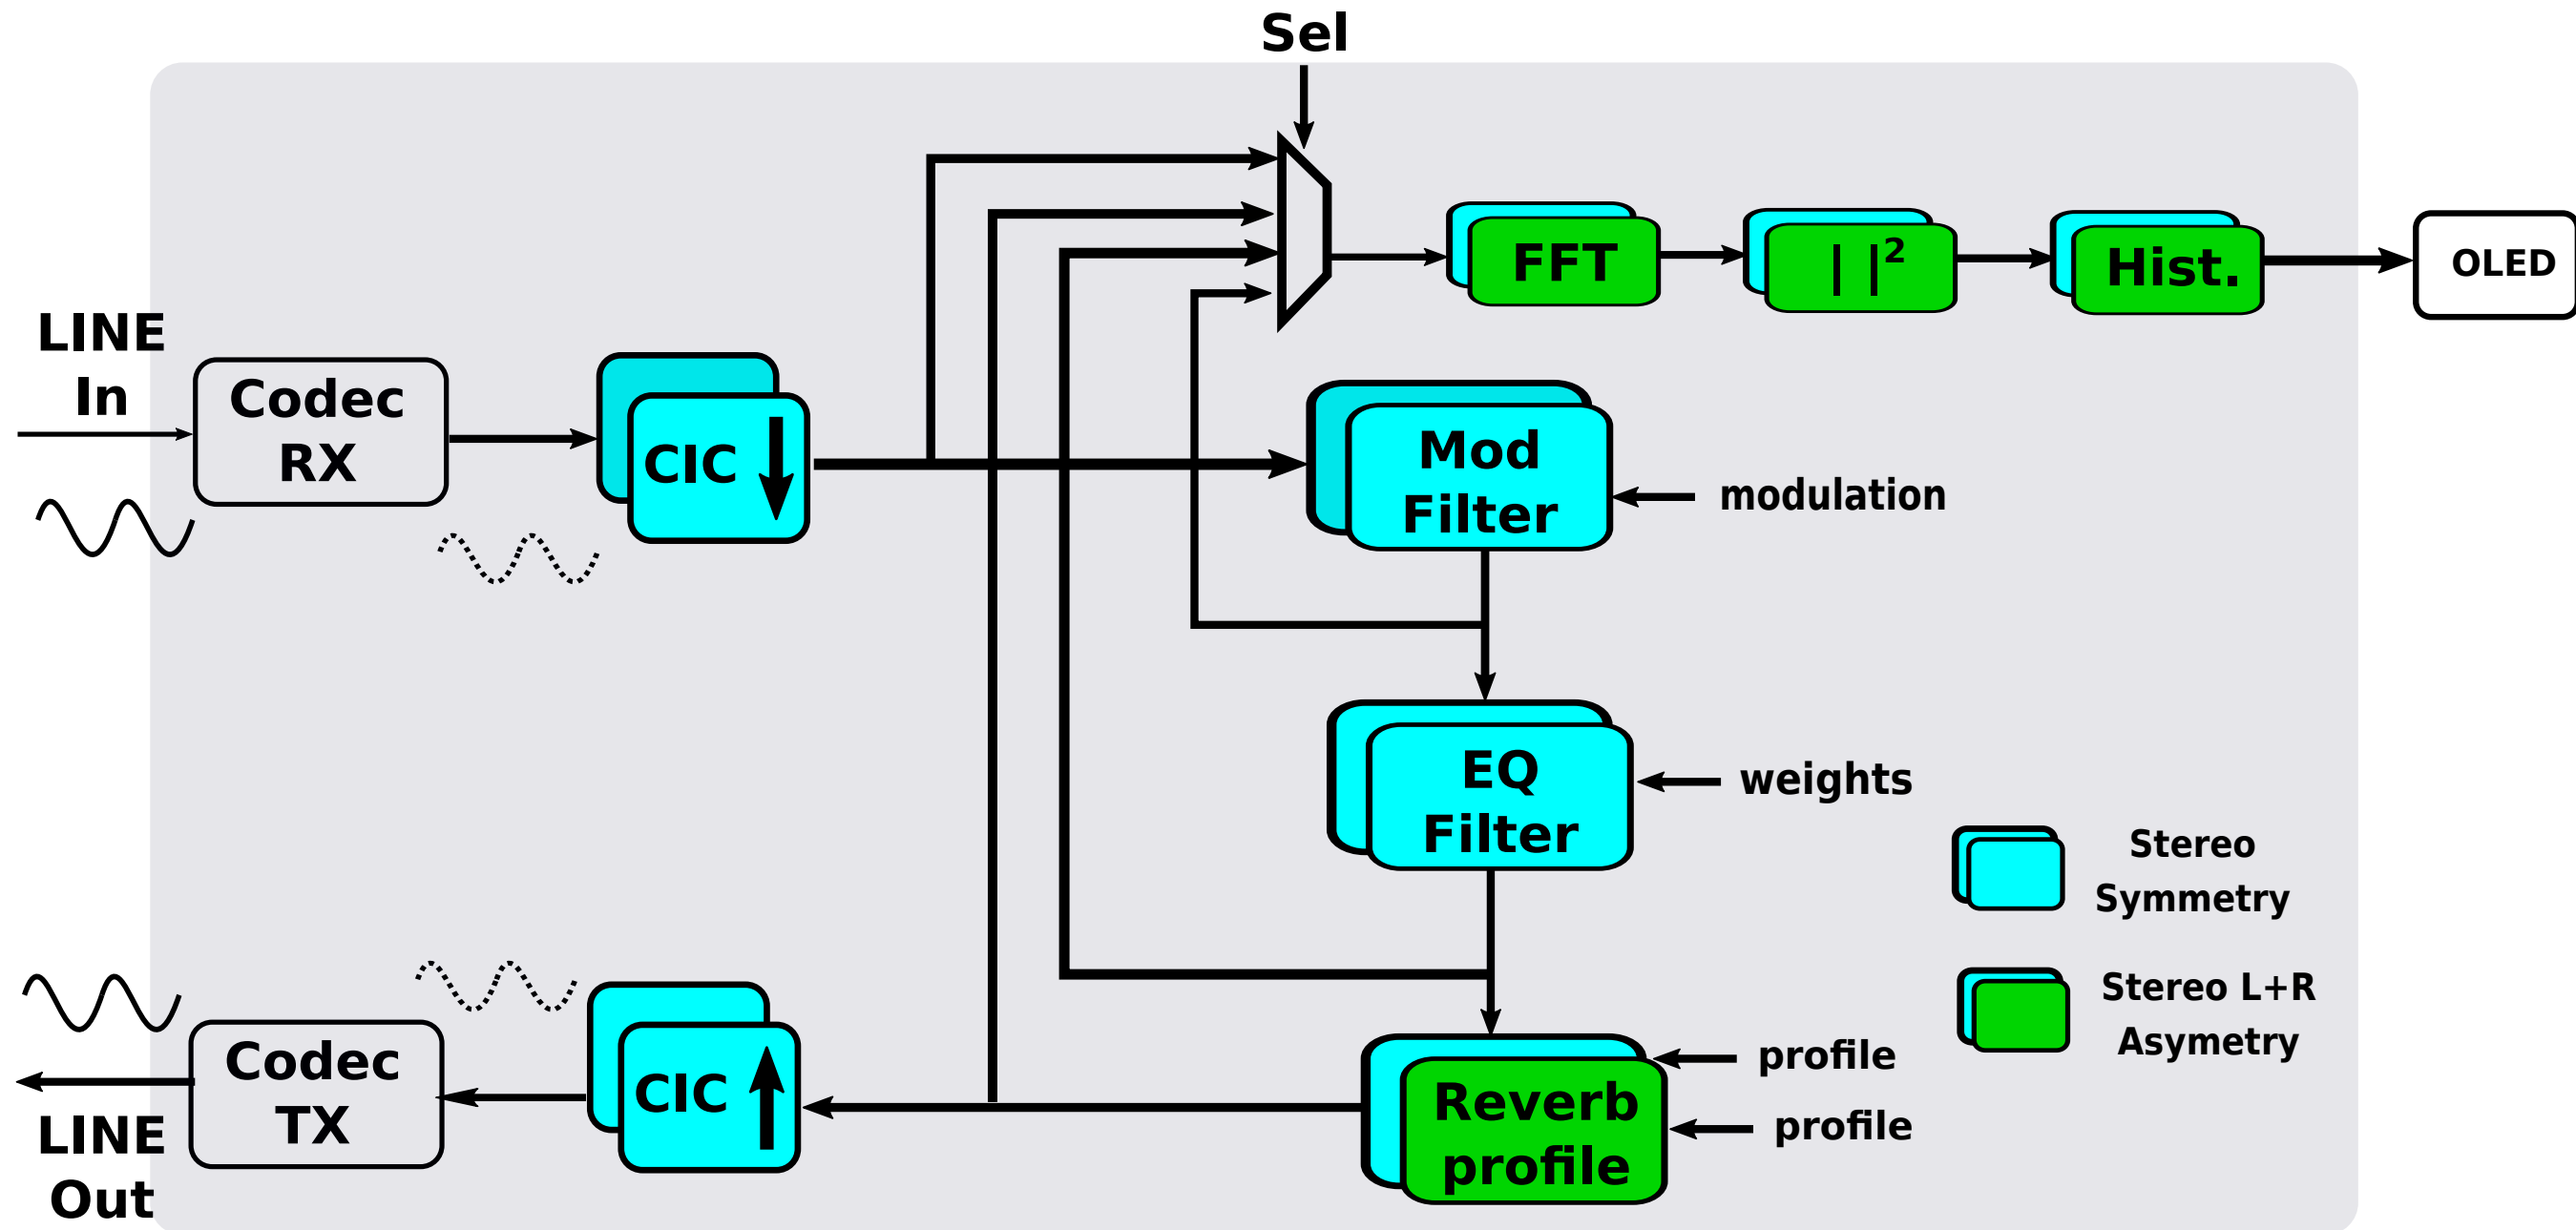 Sel
FFT
| |²
Hist.
OLED
LINE
In
Codec
RX
CIC
Mod
Filter
modulation
EQ
Filter
weights
Stereo
Symmetry
Stereo L+R
Asymetry
Codec
TX
CIC
Reverb
profile
profile
profile
LINE
Out